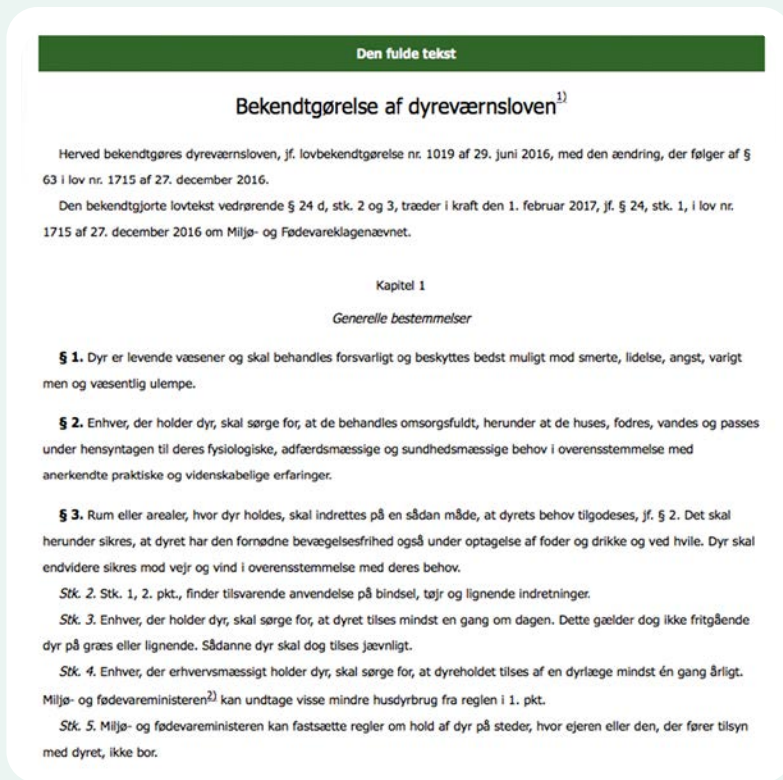 Den fulde tekst
Bekendtgørelse af dyreværnsloven1)
Herved bekendtgøres dyreværnsloven, jf. lovbekendtgørelse nr. 1019 af 29. juni 2016, med den ændring, der følger af §
63 i lov nr. 1715 af 27. december 2016.
Den bekendtgjorte lovtekst vedrørende § 24 d, stk. 2 og 3, træder i kraft den 1. februar 2017, jf. § 24, stk. 1, i lov nr.
1715 af 27. december 2016 om Miljø- og Fødevareklagenævnet.
Kapitel 1
Generelle bestemmelser
§ 1. Dyr er levende væsener og skal behandles forsvarligt og beskyttes bedst muligt mod smerte, lidelse, angst, varigt
men og væsentlig ulempe.
§ 2. Enhver, der holder dyr, skal sørge for, at de behandles omsorgsfuldt, herunder at de huses, fodres, vandes og passes
under hensyntagen til deres fysiologiske, adfærdsmæssige og sundhedsmæssige behov i overensstemmelse med
anerkendte praktiske og videnskabelige erfaringer.
§ 3. Rum eller arealer, hvor dyr holdes, skal indrettes på en sådan måde, at dyrets behov tilgodeses, jf. § 2. Det skal
herunder sikres, at dyret har den fornødne bevægelsesfrihed også under optagelse af foder og drikke og ved hvile. Dyr skal
endvidere sikres mod vejr og vind i overensstemmelse med deres behov.
Stk. 2. Stk. 1, 2. pkt., finder tilsvarende anvendelse på bindsel, tøjr og lignende indretninger.
Stk. 3. Enhver, der holder dyr, skal sørge for, at dyret tilses mindst en gang om dagen. Dette gælder dog ikke fritgående
dyr på græs eller lignende. Sådanne dyr skal dog tilses jævnligt.
Stk. 4. Enhver, der erhvervsmæssigt holder dyr, skal sørge for, at dyreholdet tilses af en dyrlæge mindst én gang årligt.
Miljø- og fødevareministeren2) kan undtage visse mindre husdyrbrug fra reglen i 1. pkt.
Stk. 5. Miljø- og fødevareministeren kan fastsætte regler om hold af dyr på steder, hvor ejeren eller den, der fører tilsyn
med dyret, ikke bor.